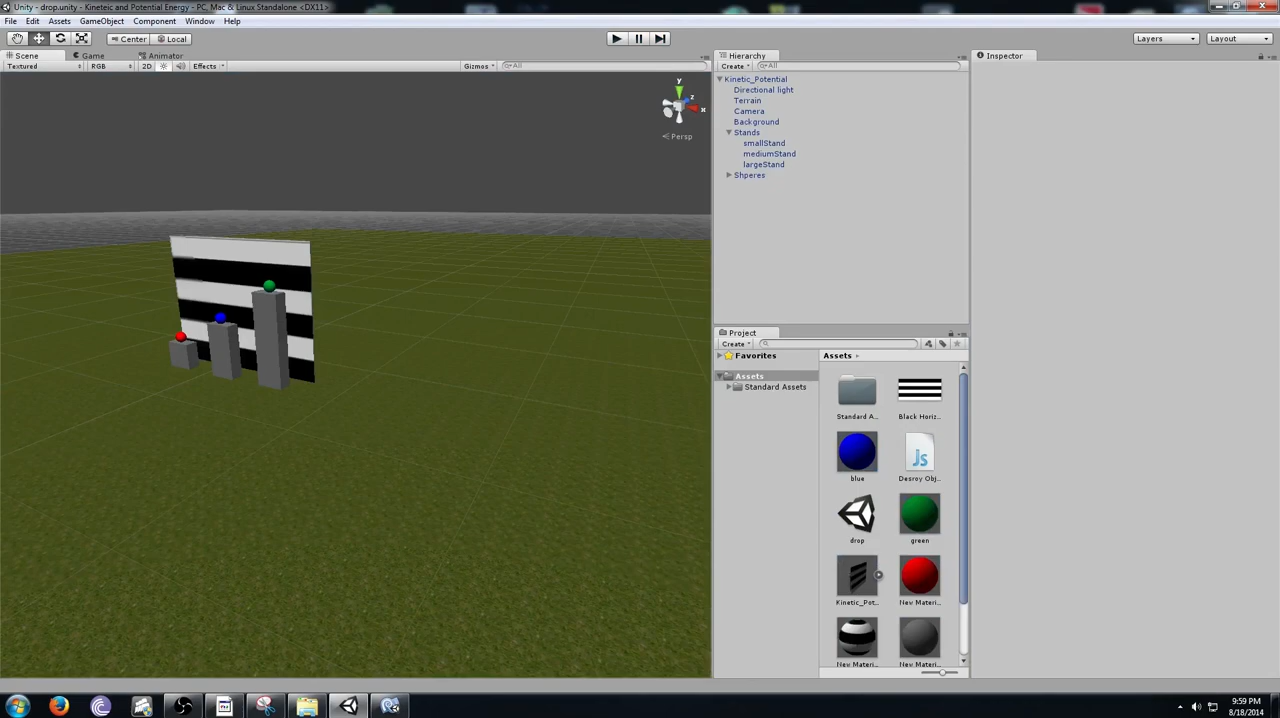 Unity - drop.unity - Kineteic and Potential Energy - PC, Mac & Linux Standalone <DX11>
File Edit Assets GameObject Component Window Help
Center Local
Layers Layout
Scene Game Animator
Textured RGB 2D Effects Gizmos All
y
z
x
Persp
Hierarchy
Create All
Kinetic_Potential
Directional light
Terrain
Camera
Background
Stands
smallStand
mediumStand
largeStand
Shperes
Inspector
Project
Create
Favorites
Assets
Standard Assets
Assets
Standard A...
Black Horiz...
blue
Desroy Obj...
Js
drop
green
Kinetic_Pot...
New Materi...
New Materi...
New Materi...
9:59 PM
8/18/2014